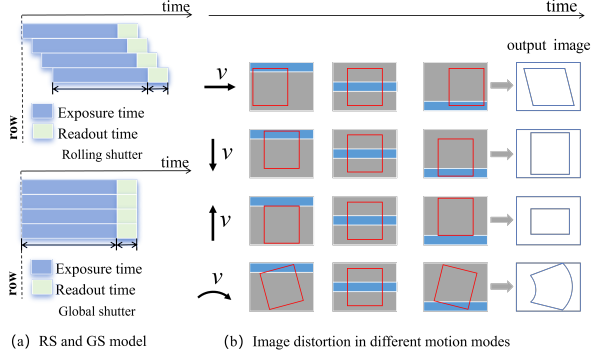 time
row
Exposure time
Readout time
Rolling shutter
time
row
Exposure time
Readout time
Global shutter
(a) RS and GS model
time
output image
v
v
v
v
(b) Image distortion in different motion modes